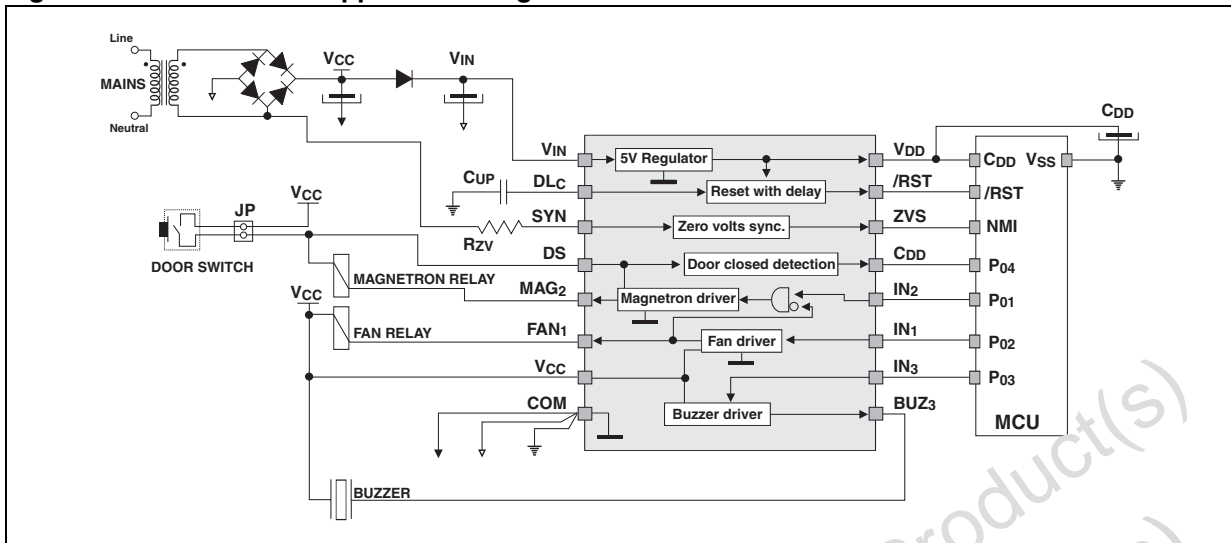 Line
MAINS
Neutral
VCC
VIN
CDD
VIN
5V Regulator
VDD
CDD
VSS
CUP
DLC
Reset with delay
/RST
/RST
VCC
JP
SYN
Zero volts sync.
ZVS
NMI
RZV
DOOR SWITCH
DS
Door closed detection
CDD
P04
MAGNETRON RELAY
MAG2
Magnetron driver
IN2
P01
VCC
FAN RELAY
FAN1
Fan driver
IN1
P02
VCC
IN3
P03
COM
Buzzer driver
BUZ3
MCU
BUZZER
Product(s)